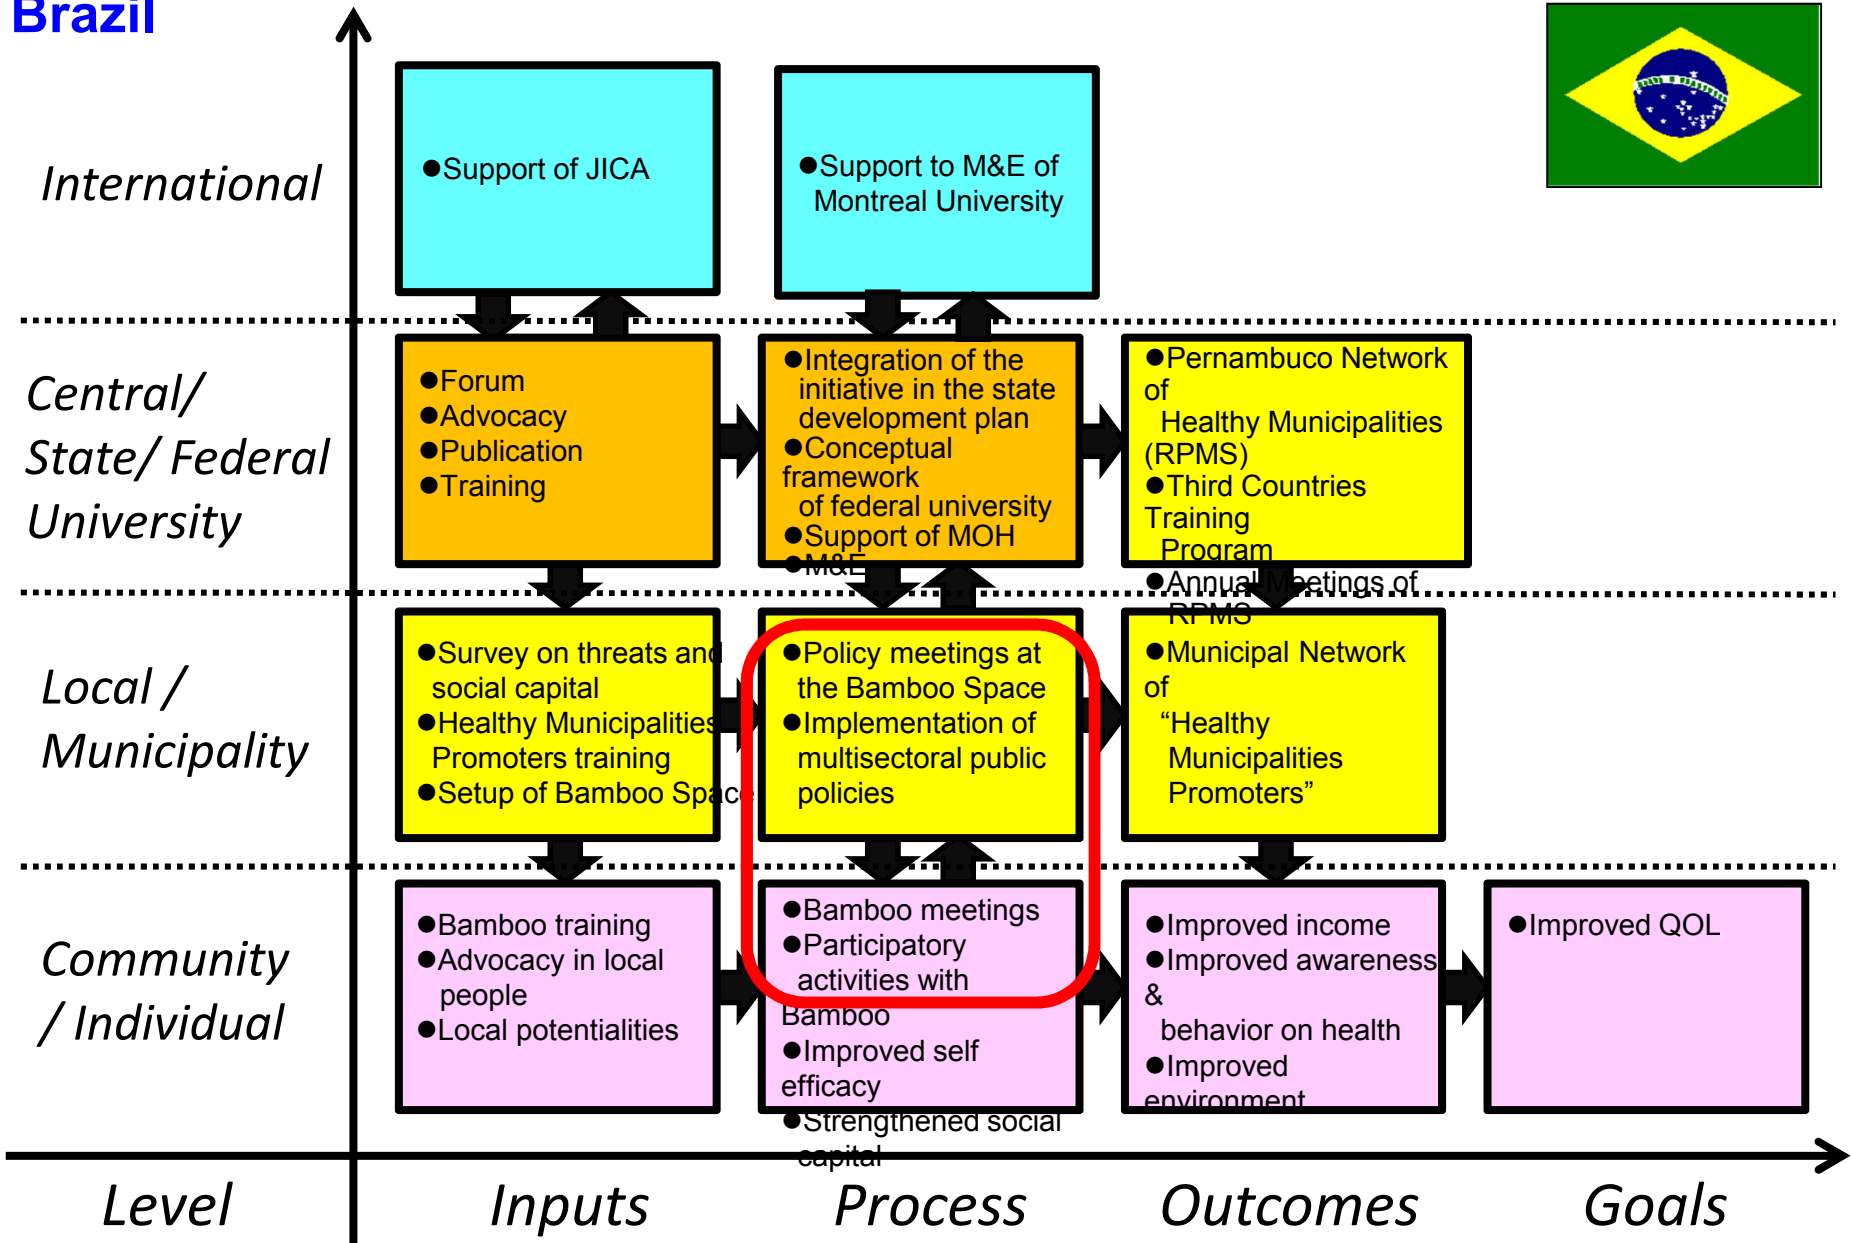 Brazil
International
●Support of JICA
●Support to M&E of
Montreal University
Central/
State/ Federal
University
●Forum
●Advocacy
●Publication
●Training
●Integration of the
initiative in the state
development plan
●Conceptual
framework
of federal university
●Support of MOH
●M&E
●Pernambuco Network
of
Healthy Municipalities
(RPMS)
●Third Countries
Training
Program
●Annual Meetings of
RPMS
Local /
Municipality
●Survey on threats and
social capital
●Healthy Municipalities
Promoters training
●Setup of Bamboo Space
●Policy meetings at
the Bamboo Space
●Implementation of
multisectoral public
policies
●Municipal Network
of
“Healthy
Municipalities
Promoters”
Community
/ Individual
●Bamboo training
●Advocacy in local
people
●Local potentialities
●Bamboo meetings
●Participatory
activities with
Bamboo
●Improved self
efficacy
●Strengthened social
capital
●Improved income
●Improved awareness
&
behavior on health
●Improved
environment
●Improved QOL
Level
Inputs
Process
Outcomes
Goals